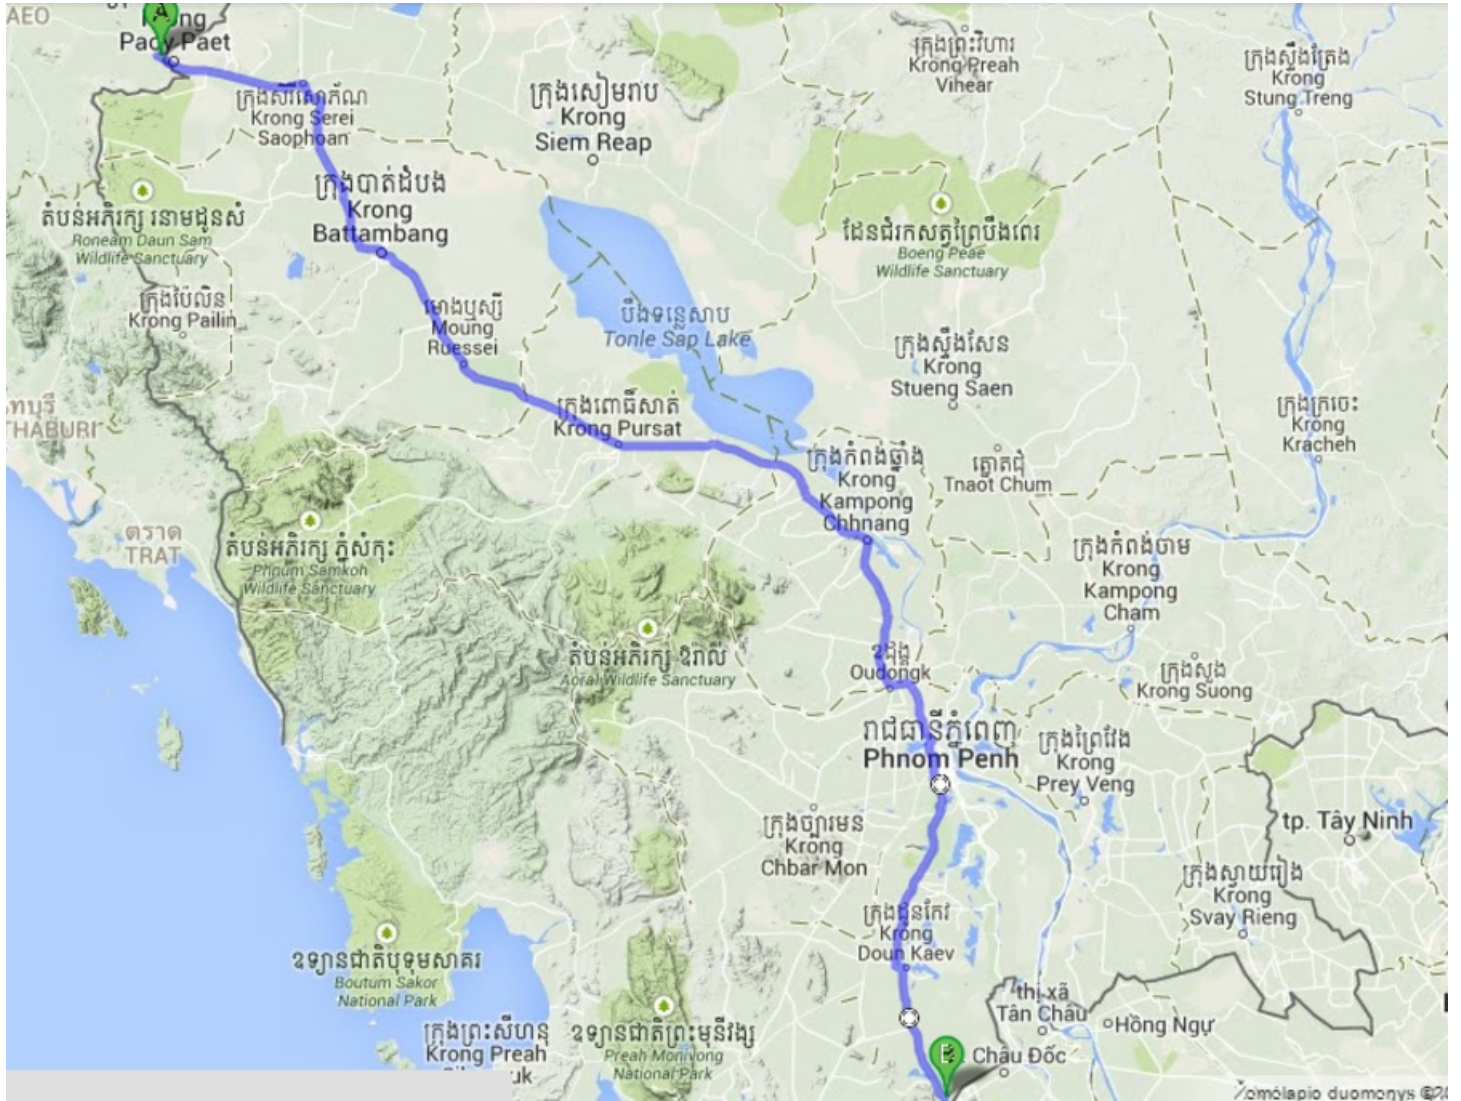 AEO
Paoy Paet
ក្រុងសិរីសោភ័ណ
Krong Serei
Saophoan
ក្រុងសៀមរាប
Krong
Siem Reap
ក្រុងព្រះវិហារ
Krong Preah
Vihear
ក្រុងស្ទឹងត្រែង
Krong
Stung Treng
តំបន់អភិរក្ស រនាមដូនសំ
Roneam Daun Sam
Wildlife Sanctuary
ក្រុងបាត់ដំបង
Krong
Battambang
ដែនជំរកសត្វព្រៃបឹងពេរ
Boeng Peae
Wildlife Sanctuary
ក្រុងប៉ៃលិន
Krong Pailin
មោងឫស្សី
Moung
Ruessei
បឹងទន្លេសាប
Tonle Sap Lake
ក្រុងស្ទឹងសែន
Krong
Stueng Saen
THABURI
ក្រុងពោធិ៍សាត់
Krong Pursat
ក្រុងក្រចេះ
Krong
Kracheh
ក្រុងកំពង់ឆ្នាំង
Krong
Kampong
Chhnang
ត្នោតជុំ
Tnaot Chum
ตราด
TRAT
តំបន់អភិរក្ស ភ្នំសំកុះ
Phnum Samkoh
Wildlife Sanctuary
ក្រុងកំពង់ចាម
Krong
Kampong
Cham
តំបន់អភិរក្ស ឱរ៉ាល់
Aoral Wildlife Sanctuary
ឧដុង្គ
Oudongk
ក្រុងសួង
Krong Suong
រាជធានីភ្នំពេញ
Phnom Penh
ក្រុងព្រៃវែង
Krong
Prey Veng
ក្រុងច្បារមន
Krong
Chbar Mon
tp. Tây Ninh
ក្រុងស្វាយរៀង
Krong
Svay Rieng
ក្រុងដូនកែវ
Krong
Doun Kaev
ឧទ្យានជាតិបុទុមសាគរ
Boutum Sakor
National Park
thị xã
Tân Châu
Hồng Ngự
ក្រុងព្រះសីហនុ
Krong Preah
ឧទ្យានជាតិព្រះមុនីវង្ស
Preah Monivong
National Park
Châu Đốc